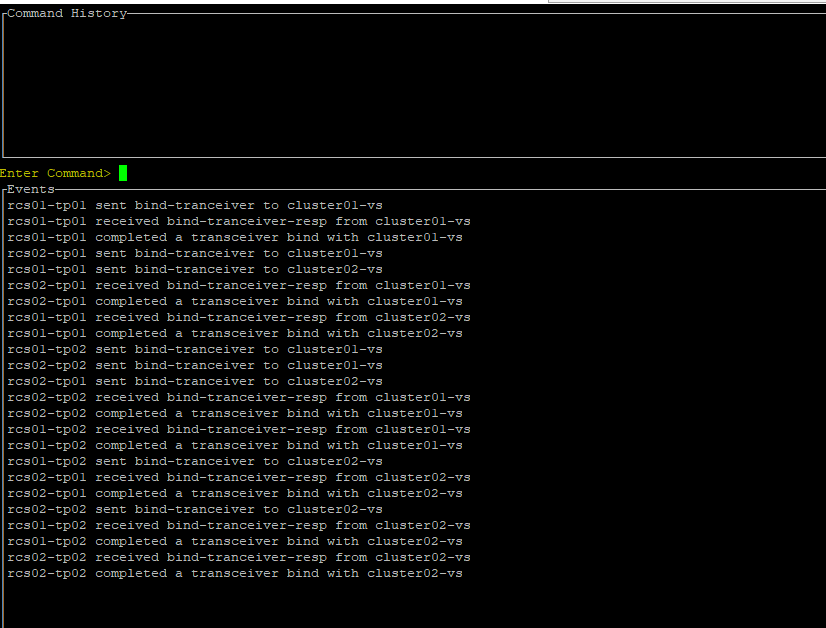 Command History
Enter Command>
Events
rcs01-tp01 sent bind-tranceiver to cluster01-vs
rcs01-tp01 received bind-tranceiver-resp from cluster01-vs
rcs01-tp01 completed a transceiver bind with cluster01-vs
rcs02-tp01 sent bind-tranceiver to cluster01-vs
rcs01-tp01 sent bind-tranceiver to cluster02-vs
rcs02-tp01 received bind-tranceiver-resp from cluster01-vs
rcs02-tp01 completed a transceiver bind with cluster01-vs
rcs01-tp01 received bind-tranceiver-resp from cluster02-vs
rcs01-tp01 completed a transceiver bind with cluster02-vs
rcs01-tp02 sent bind-tranceiver to cluster01-vs
rcs02-tp02 sent bind-tranceiver to cluster01-vs
rcs02-tp01 sent bind-tranceiver to cluster02-vs
rcs02-tp02 received bind-tranceiver-resp from cluster01-vs
rcs02-tp02 completed a transceiver bind with cluster01-vs
rcs01-tp02 received bind-tranceiver-resp from cluster01-vs
rcs01-tp02 completed a transceiver bind with cluster01-vs
rcs01-tp02 sent bind-tranceiver to cluster02-vs
rcs02-tp01 received bind-tranceiver-resp from cluster02-vs
rcs02-tp01 completed a transceiver bind with cluster02-vs
rcs02-tp02 sent bind-tranceiver to cluster02-vs
rcs01-tp02 received bind-tranceiver-resp from cluster02-vs
rcs01-tp02 completed a transceiver bind with cluster02-vs
rcs02-tp02 received bind-tranceiver-resp from cluster02-vs
rcs02-tp02 completed a transceiver bind with cluster02-vs